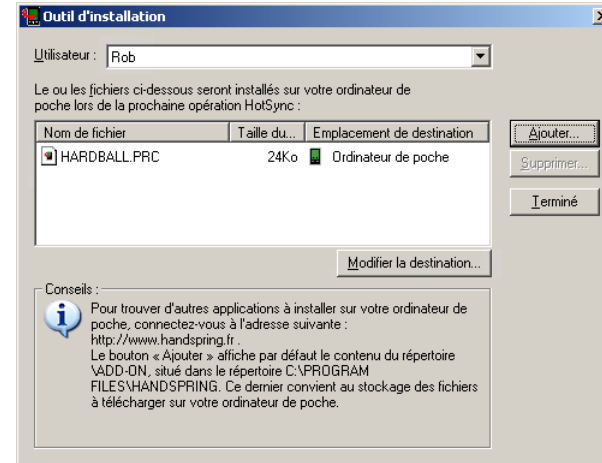 Outil d'installation
Utilisateur : Rob
Le ou les fichiers ci-dessous seront installés sur votre ordinateur de
poche lors de la prochaine opération HotSync :
Nom de fichier Taille du... Emplacement de destination
HARDBALL.PRC 24Ko Ordinateur de poche
Ajouter...
Supprimer...
Terminé
Modifier la destination...
Conseils :
Pour trouver d'autres applications à installer sur votre ordinateur de
poche, connectez-vous à l'adresse suivante :
http://www.handspring.fr .
Le bouton « Ajouter » affiche par défaut le contenu du répertoire
\ADD-ON, situé dans le répertoire C:\PROGRAM
FILES\HANDSPRING. Ce dernier convient au stockage des fichiers
à télécharger sur votre ordinateur de poche.